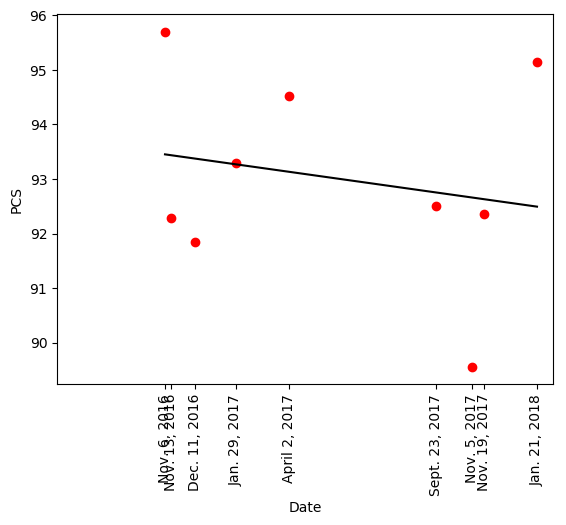 96
95
94
93
92
91
90
PCS
Nov. 6, 2016
Nov. 13, 2016
Dec. 11, 2016
Jan. 29, 2017
April 2, 2017
Sept. 23, 2017
Nov. 5, 2017
Nov. 19, 2017
Jan. 21, 2018
Date